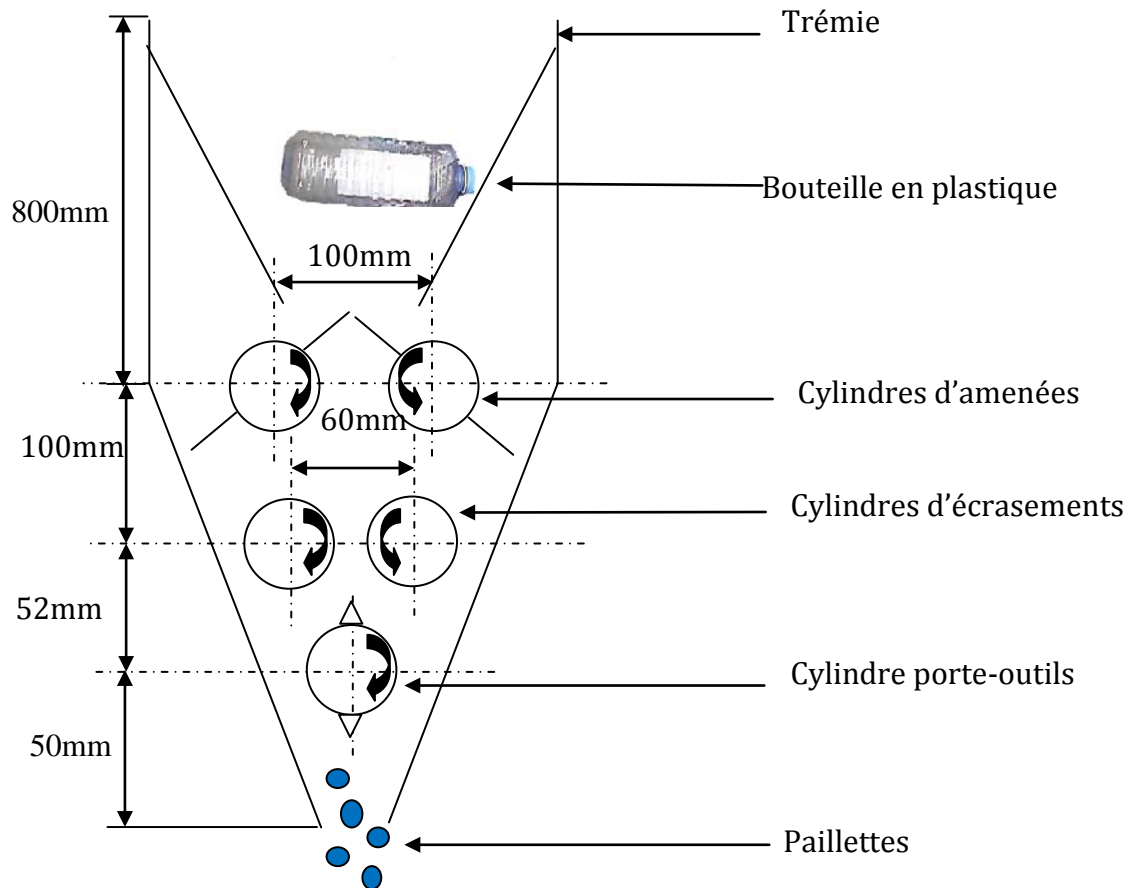 Trémie
Bouteille en plastique
800mm
100mm
Cylindres d'amenées
60mm
100mm
Cylindres d'écrasements
52mm
Cylindre porte-outils
50mm
Paillettes